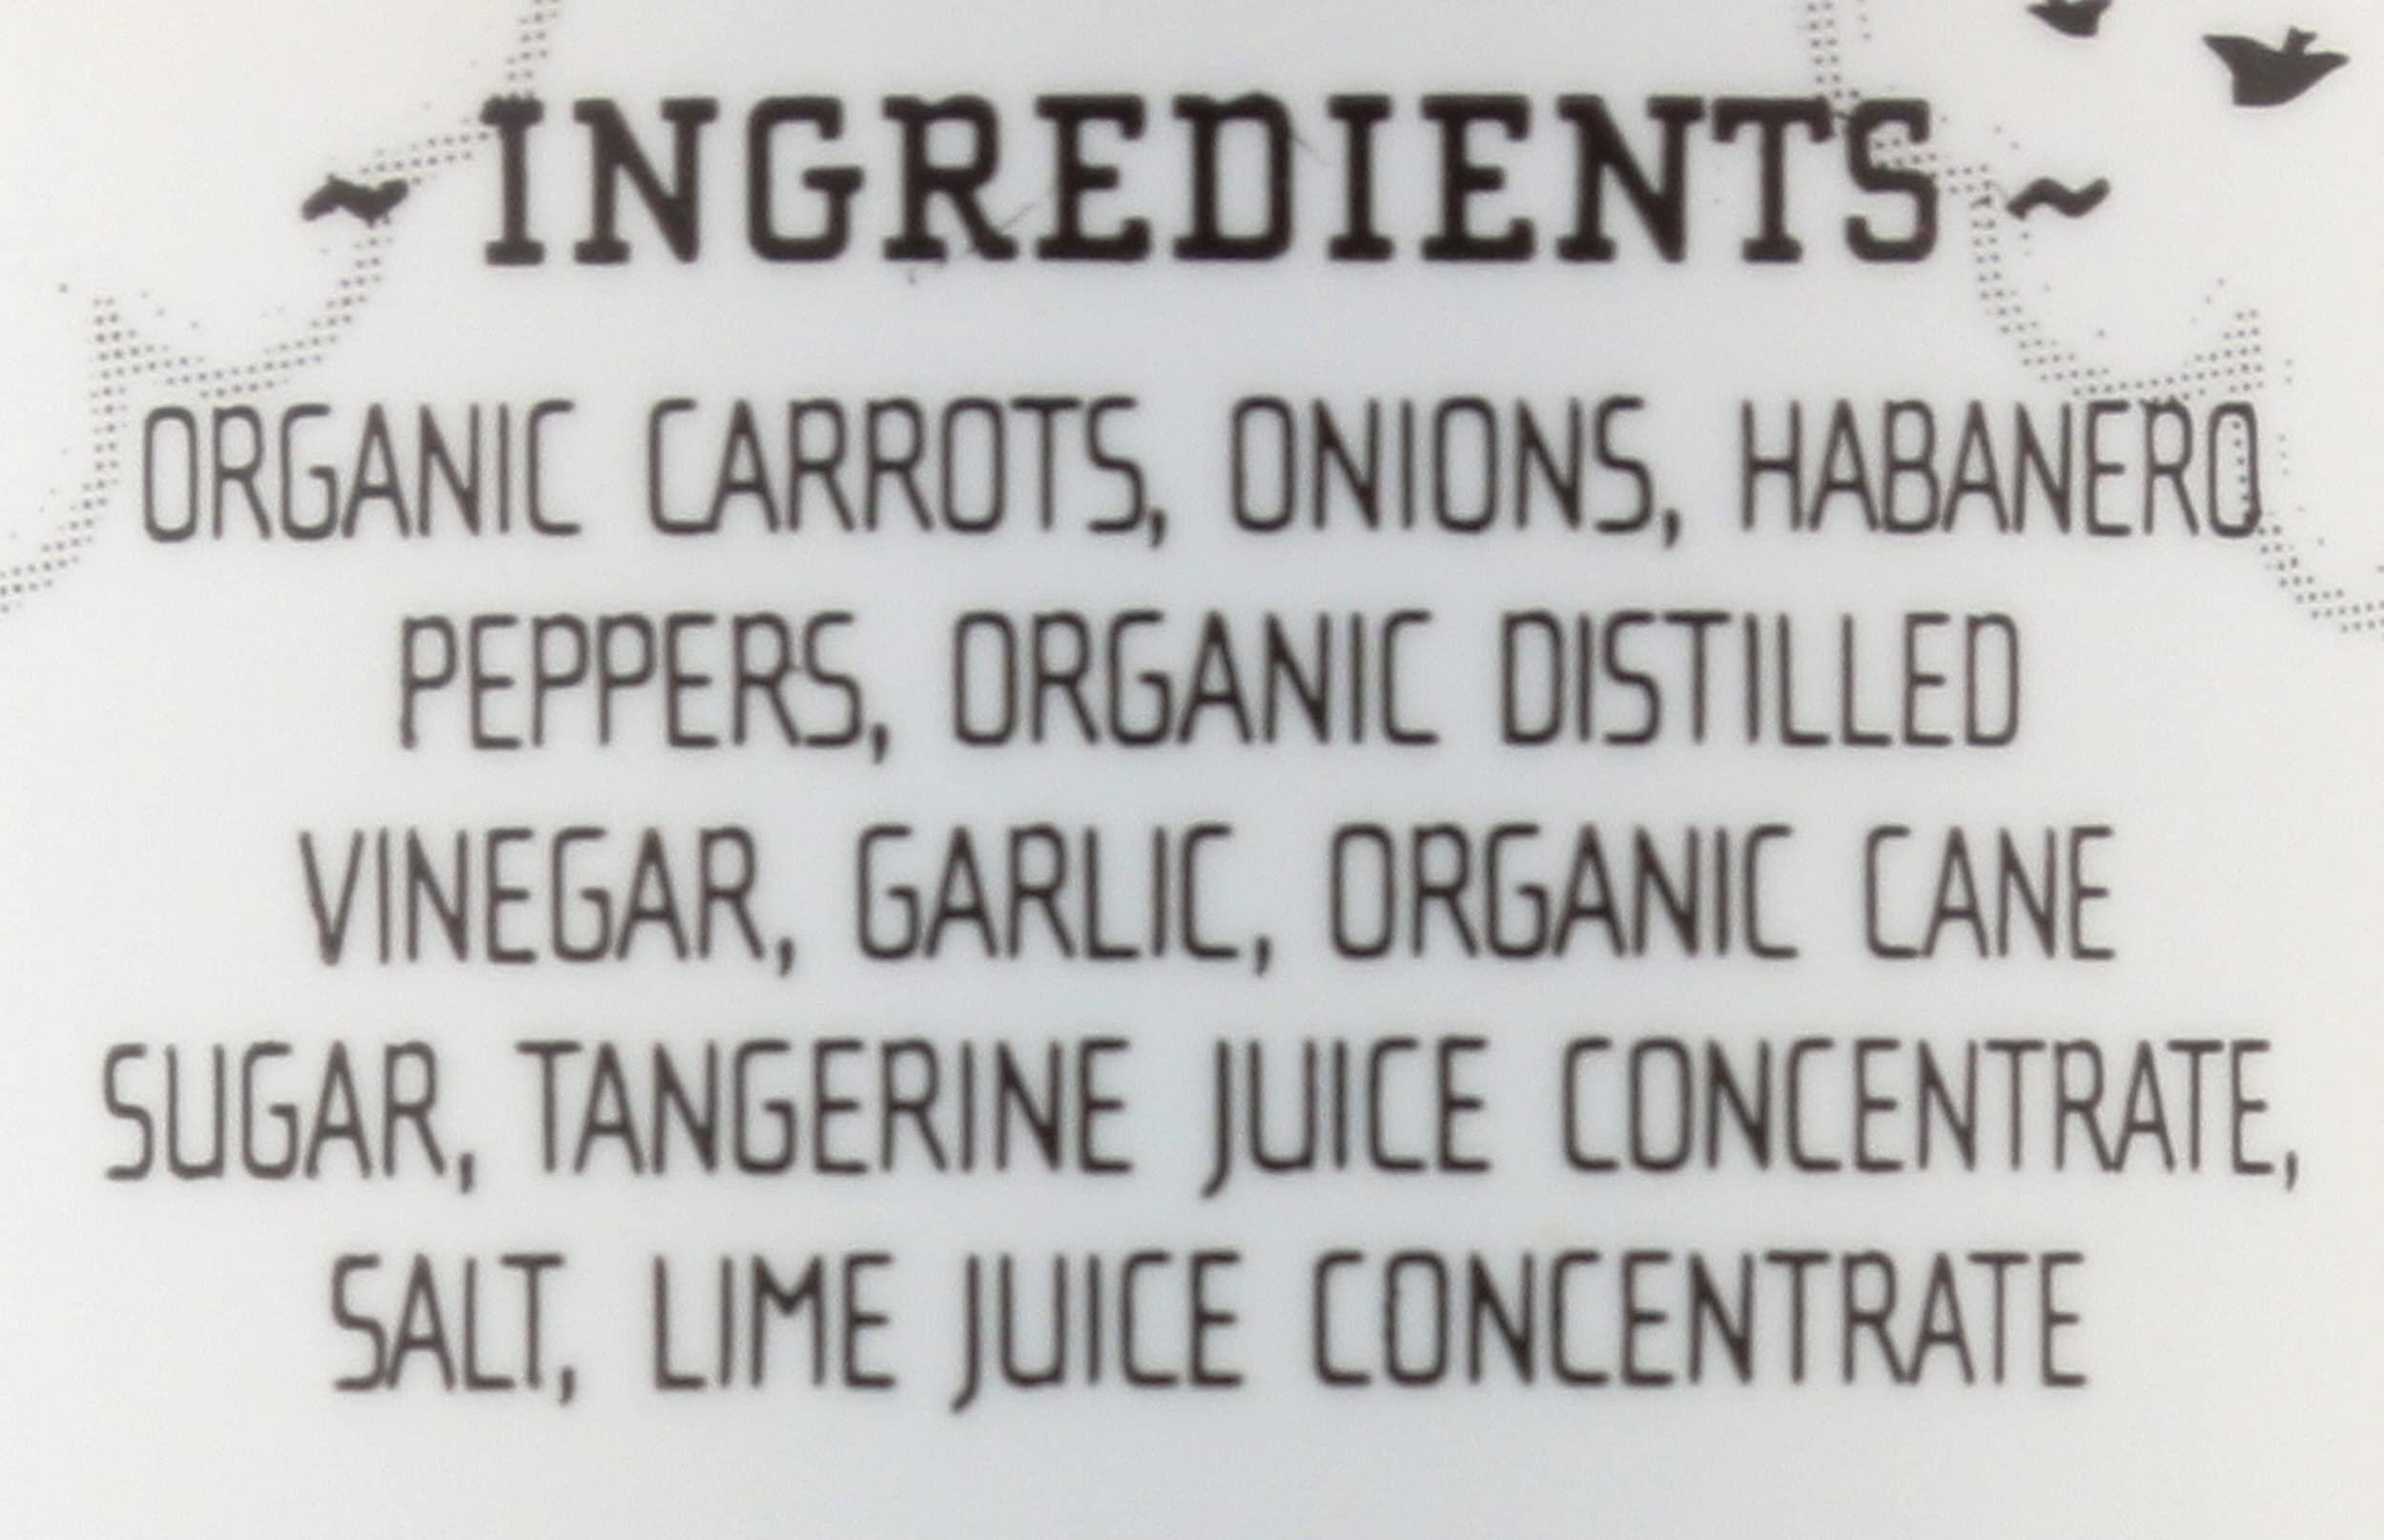 ~INGREDIENTS~
ORGANIC CARROTS, ONIONS, HABANERO
PEPPERS, ORGANIC DISTILLED
VINEGAR, GARLIC, ORGANIC CANE
SUGAR, TANGERINE JUICE CONCENTRATE,
SALT, LIME JUICE CONCENTRATE